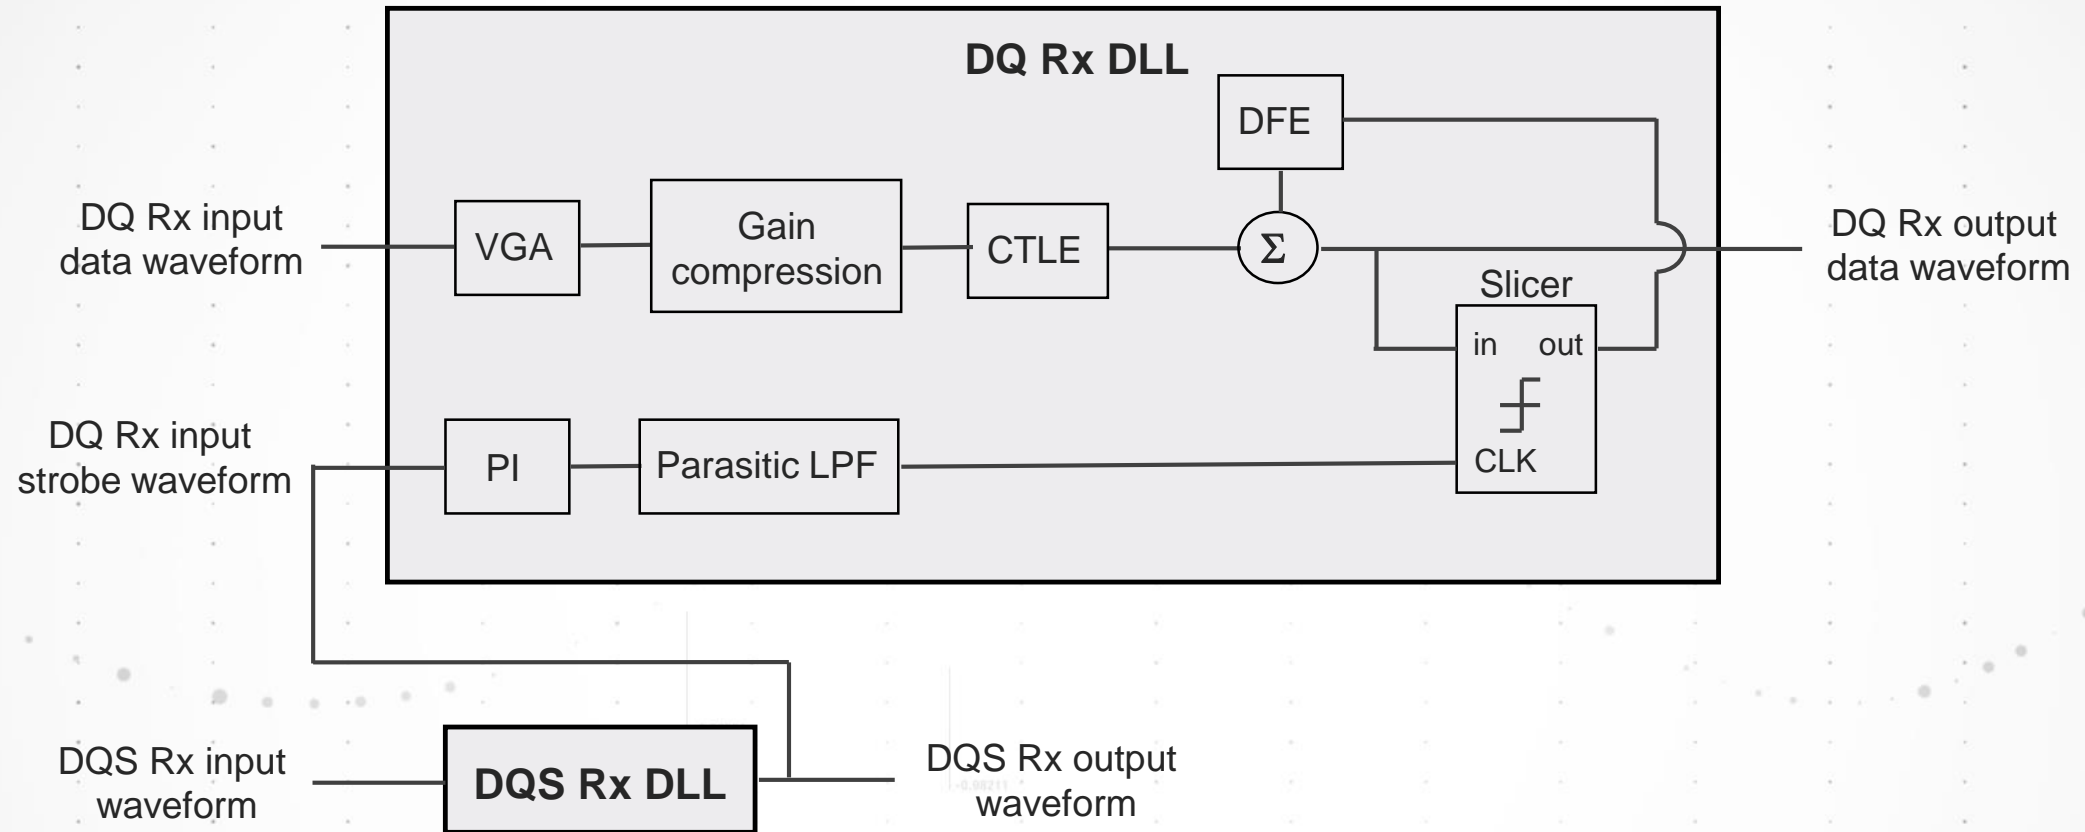 DQ Rx DLL
DFE
DQ Rx input
data waveform
VGA
Gain
compression
CTLE
Σ
DQ Rx output
data waveform
Slicer
in out
CLK
DQ Rx input
strobe waveform
PI
Parasitic LPF
DQS Rx input
waveform
DQS Rx DLL
DQS Rx output
waveform
-0.98211